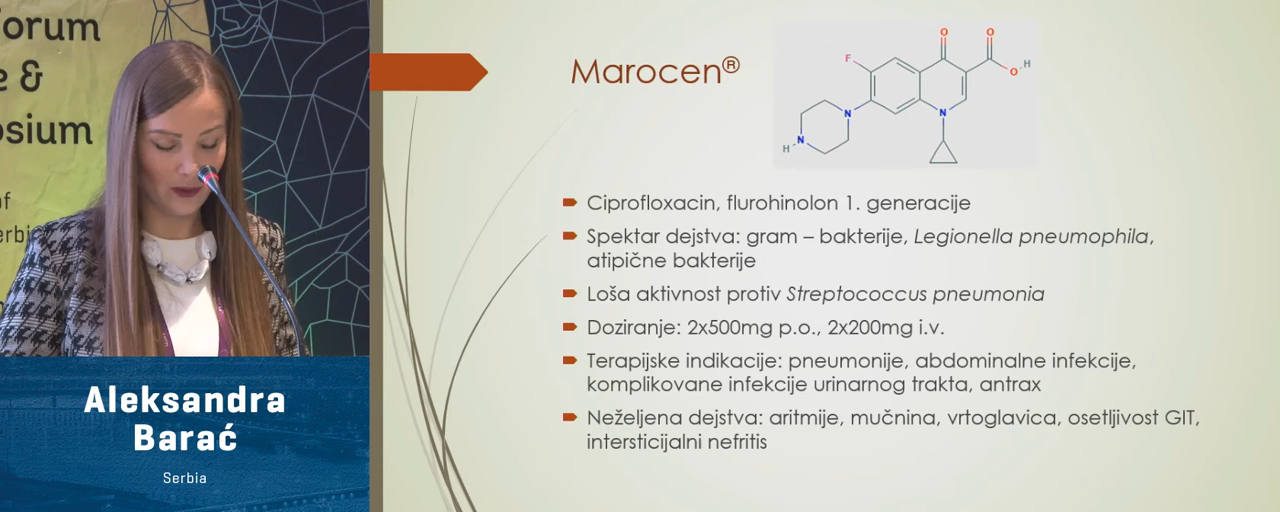 Forum
e &
osium
of
Serbi
Aleksandra
Barać
Serbia
Marocen®
O
O
F
O
H
N
N
N
H
Ciprofloxacin, flurohinolon 1. generacije
Spektar dejstva: gram – bakterije, Legionella pneumophila,
atipične bakterije
Loša aktivnost protiv Streptococcus pneumonia
Doziranje: 2x500mg p.o., 2x200mg i.v.
Terapijske indikacije: pneumonije, abdominalne infekcije,
komplikovane infekcije urinarnog trakta, antrax
Neželjena dejstva: aritmije, mučnina, vrtoglavica, osetljivost GIT,
intersticijalni nefritis